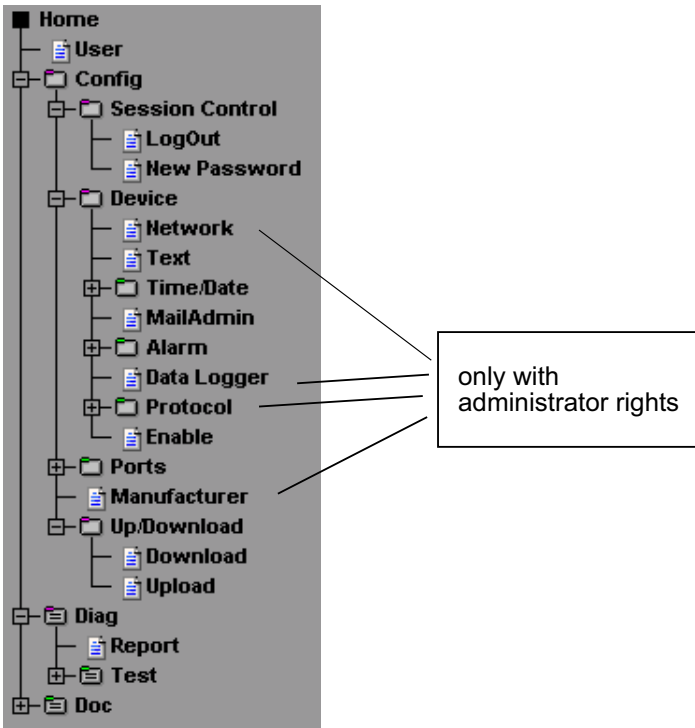 Home
User
Config
Session Control
LogOut
New Password
Device
Network
Text
Time/Date
MailAdmin
Alarm
Data Logger
Protocol
Enable
Ports
Manufacturer
Up/Download
Download
Upload
Diag
Report
Test
Doc
only with
administrator rights